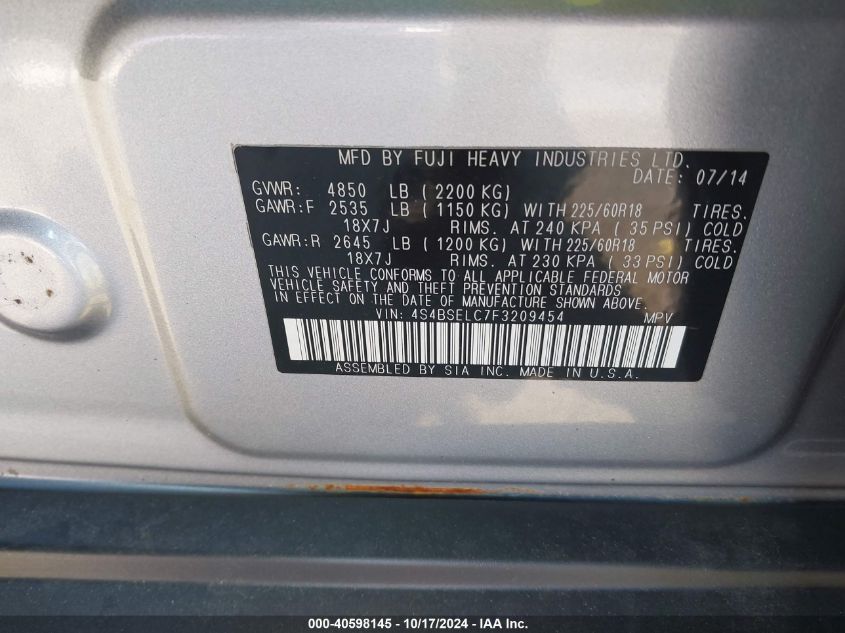 MFD BY FUJI HEAVY INDUSTRIES LTD.
DATE: 07/14
GVWR: 4850 LB (2200 KG)
GAWR:F 2535 LB (1150 KG) WITH 225/60R18 TIRES.
18X7J RIMS. AT 240 KPA ( 35 PSI) COLD
GAWR:R 2645 LB (1200 KG) WITH 225/60R18 TIRES.
18X7J RIMS. AT 230 KPA ( 33 PSI) COLD
THIS VEHICLE CONFORMS TO ALL APPLICABLE FEDERAL MOTOR
VEHICLE SAFETY AND THEFT PREVENTION STANDARDS
IN EFFECT ON THE DATE OF MANUFACTURE SHOWN ABOVE.
VIN: 4S4BSELC7F3209454 MPV
ASSEMBLED BY SIA INC. MADE IN U.S.A.
000-40598145 - 10/17/2024 - IAA Inc.